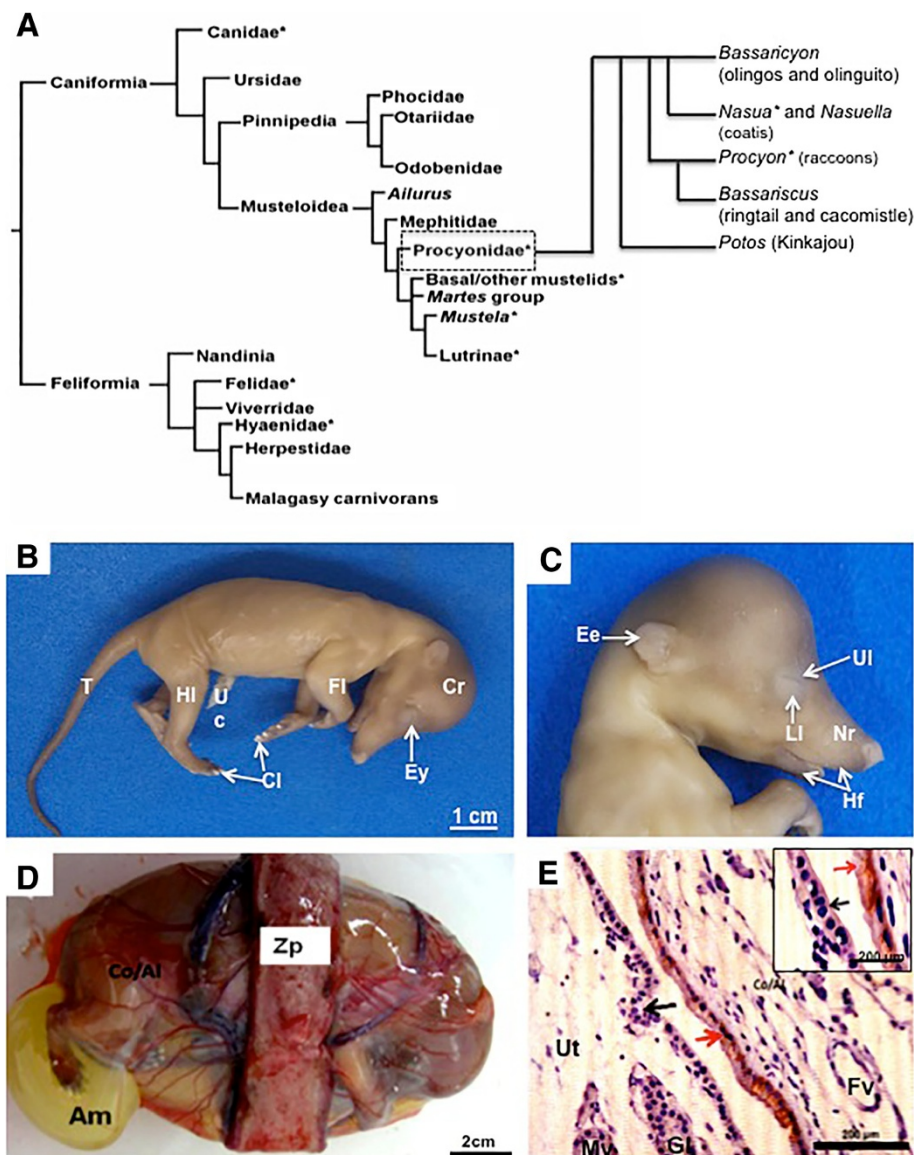 A
Canidae*
Caniformia
Ursidae
Phocidae
Pinnipedia
Otariidae
Odobenidae
Ailurus
Musteloidea
Mephitidae
Procyonidae*
Basal/other mustelids*
Martes group
Mustela*
Lutrinae*
Nandinia
Feliformia
Felidae*
Viverridae
Hyaenidae*
Herpestidae
Malagasy carnivorans
Bassaricyon
(olingos and olinguito)
Nasua* and Nasuella
(coatis)
Procyon* (raccoons)
Bassariscus
(ringtail and cacomistle)
Potos (Kinkajou)
B
T
Hl
U
c
Fl
Cr
Cl
Ey
1 cm
C
Ee
Ul
Ll
Nr
Hf
D
Zp
Co/Al
Am
2cm
E
200 µm
Co/Al
Ut
Fv
Mv
Gl
200 µm